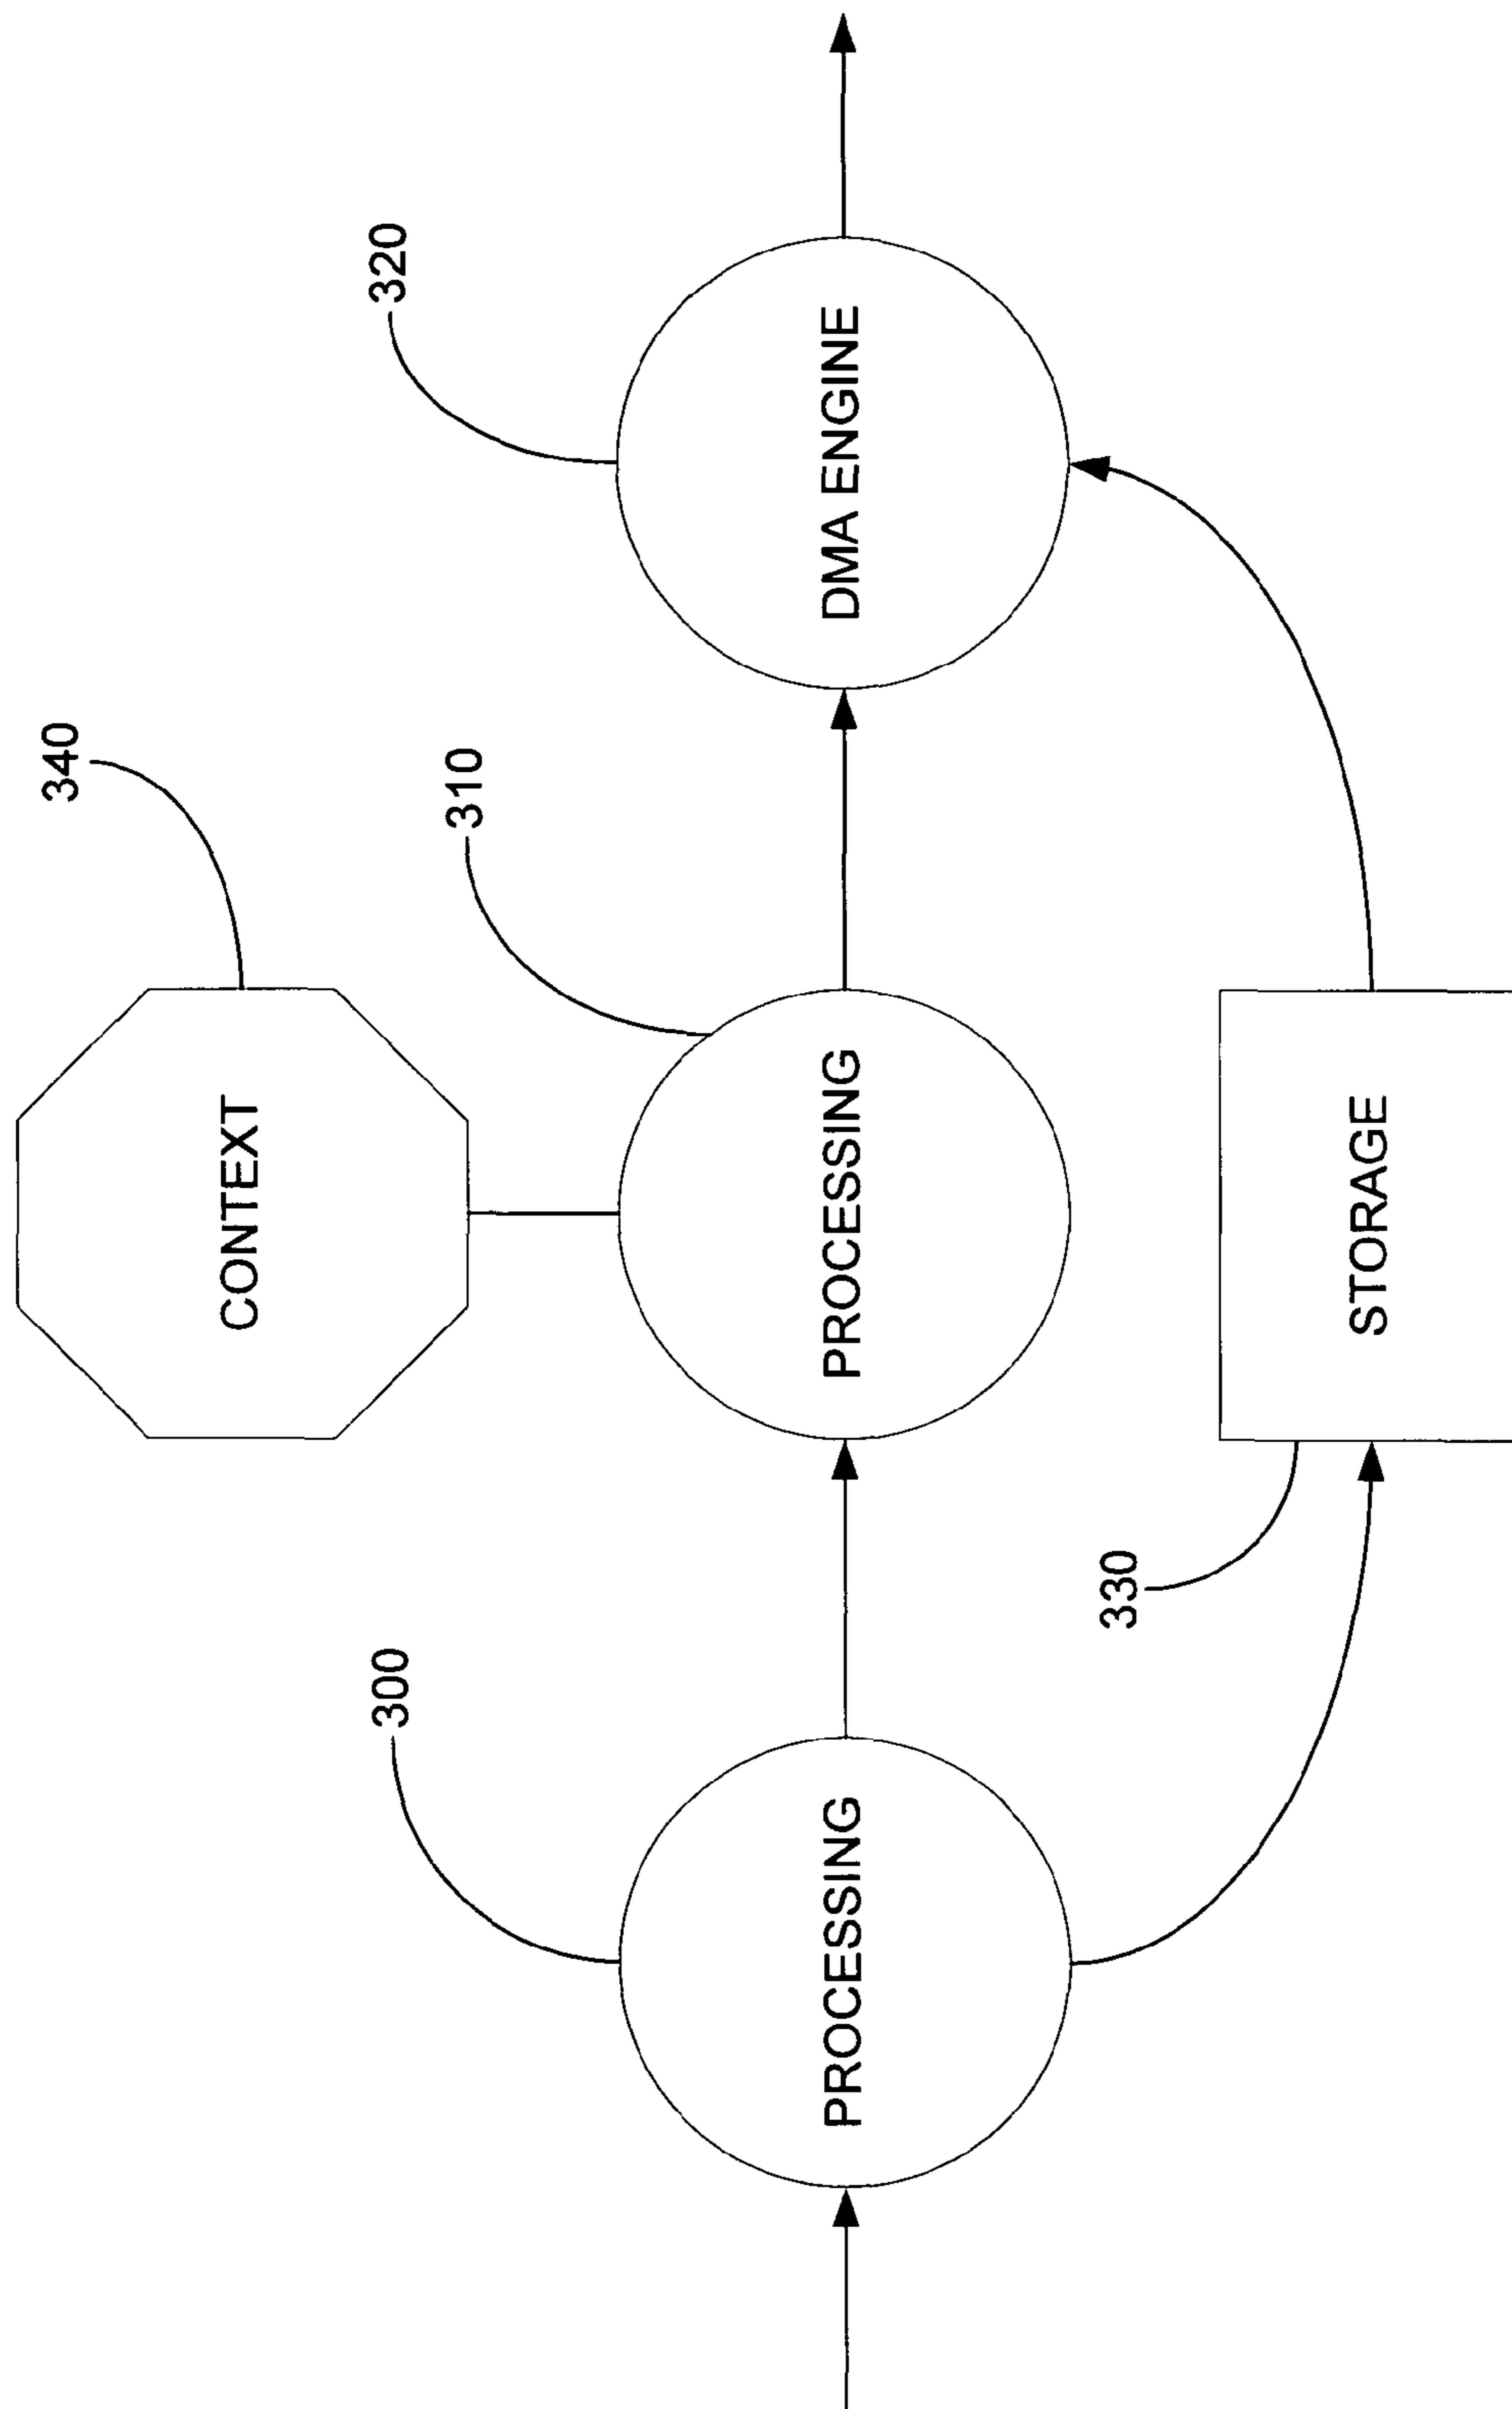 340
CONTEXT
310
320
300
PROCESSING
PROCESSING
DMA ENGINE
330
STORAGE